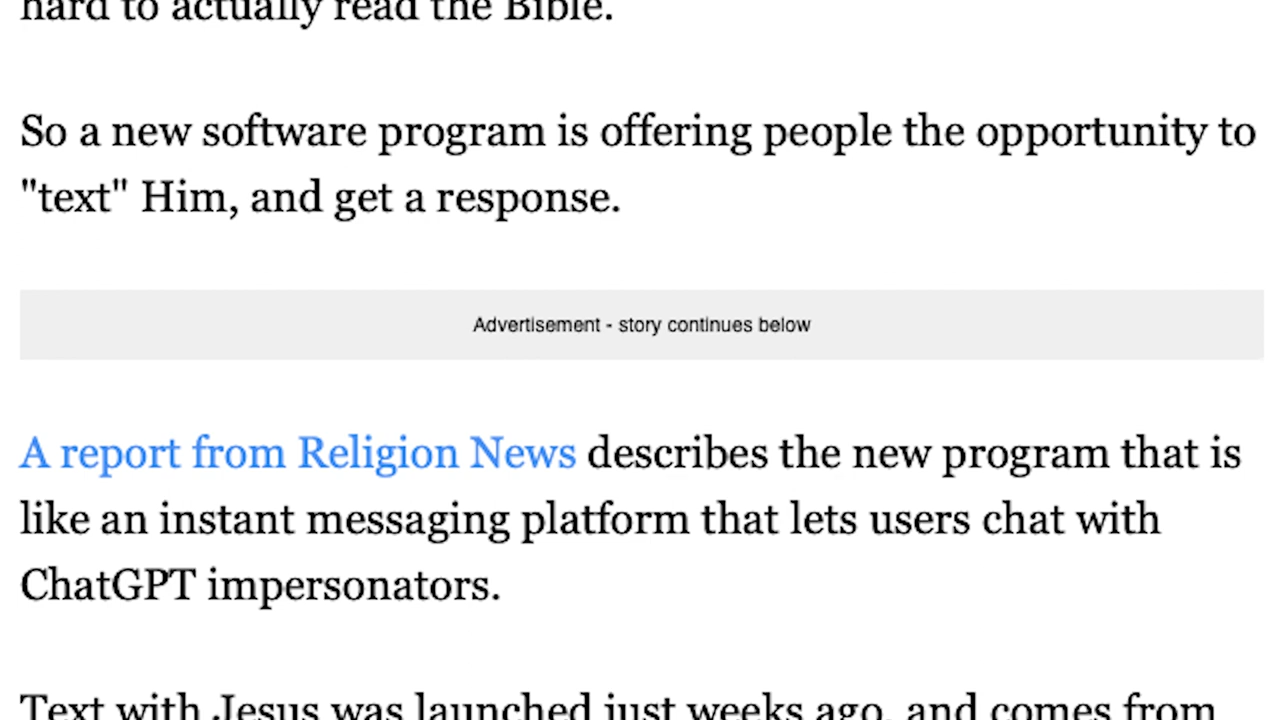 hard to actually read the Bible.
So a new software program is offering people the opportunity to
"text" Him, and get a response.
Advertisement - story continues below
A report from Religion News describes the new program that is
like an instant messaging platform that lets users chat with
ChatGPT impersonators.
Text with Jesus was launched just weeks ago, and comes from